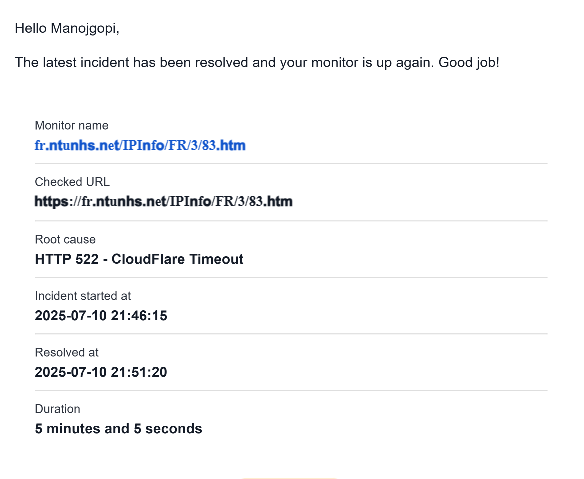 Hello Manojgopi,
The latest incident has been resolved and your monitor is up again. Good job!
Monitor name
fr.ntunhs.net/IPInfo/FR/3/83.htm
Checked URL
https://fr.ntunhs.net/IPInfo/FR/3/83.htm
Root cause
HTTP 522 - CloudFlare Timeout
Incident started at
2025-07-10 21:46:15
Resolved at
2025-07-10 21:51:20
Duration
5 minutes and 5 seconds